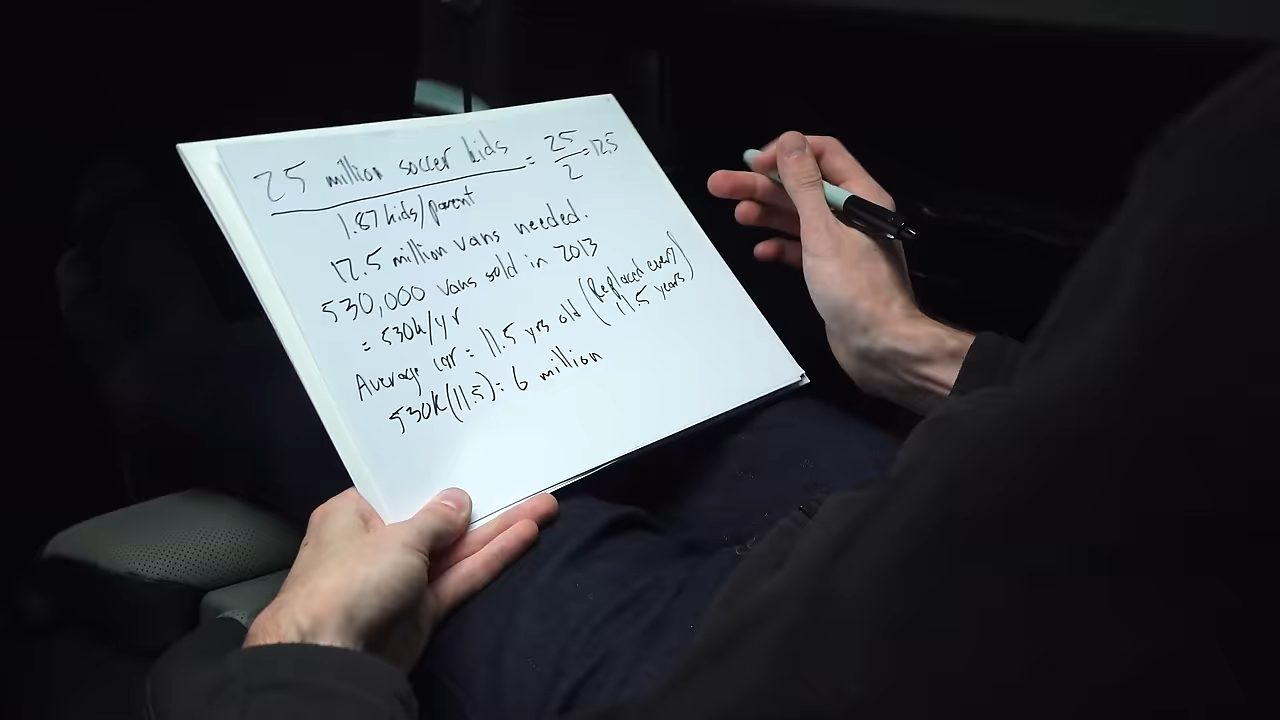 25 million soccer kids = 25/2 = 12.5
1.87 kids/parent
12.5 million vans needed.
530,000 vans sold in 2013
= 530k/yr
Average car = 11.5 yrs old (Replaced every 11.5 years)
530k(11.5) = 6 million